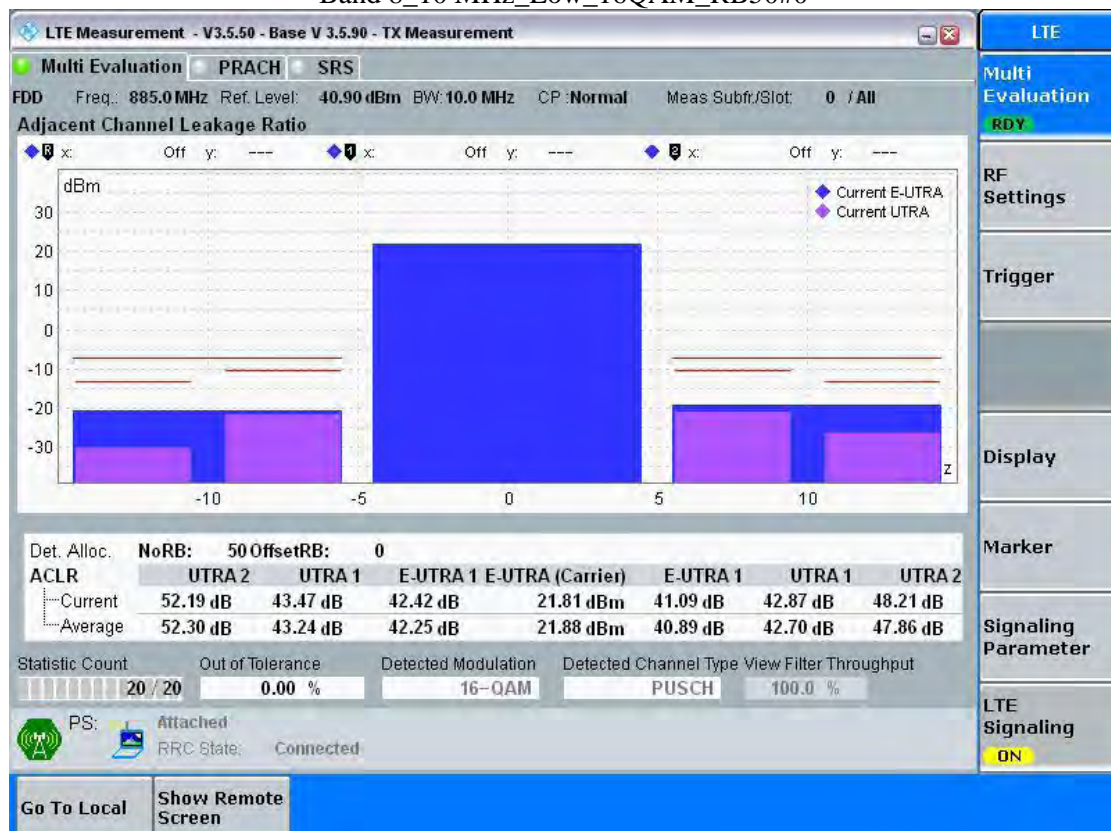 LTE Measurement - V3.5.50 - Base V 3.5.90 - TX Measurement
LTE
Multi Evaluation PRACH SRS
Multi Evaluation
RDY
FDD Freq.: 885.0 MHz Ref. Level: 40.90 dBm BW: 10.0 MHz CP :Normal Meas Subfr./Slot: 0 / All
Adjacent Channel Leakage Ratio
R x: Off y: --- 1 x: Off y: --- 2 x: Off y: ---
dBm
Current E-UTRA
Current UTRA
30
20
10
0
-10
-20
-30
z
-10 -5 0 5 10
RF Settings
Trigger
Display
Marker
Signaling Parameter
LTE Signaling
ON
Det. Alloc. NoRB: 50 OffsetRB: 0
ACLR UTRA 2 UTRA 1 E-UTRA 1 E-UTRA (Carrier) E-UTRA 1 UTRA 1 UTRA 2
Current 52.19 dB 43.47 dB 42.42 dB 21.81 dBm 41.09 dB 42.87 dB 48.21 dB
Average 52.30 dB 43.24 dB 42.25 dB 21.88 dBm 40.89 dB 42.70 dB 47.86 dB
Statistic Count Out of Tolerance Detected Modulation Detected Channel Type View Filter Throughput
20 / 20 0.00 % 16-QAM PUSCH 100.0 %
PS: Attached
RRC State: Connected
Go To Local
Show Remote Screen